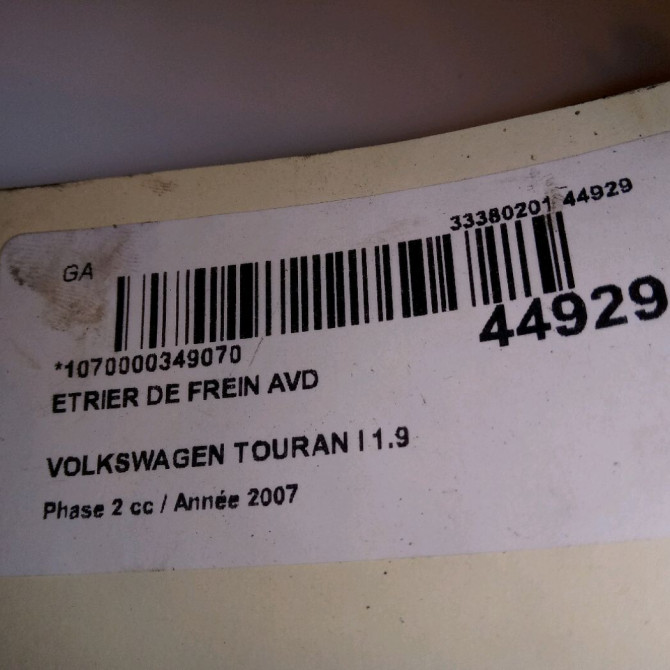 GA
33380201 44929
44929
*1070000349070
ETRIER DE FREIN AVD
VOLKSWAGEN TOURAN I 1.9
Phase 2 cc / Année 2007